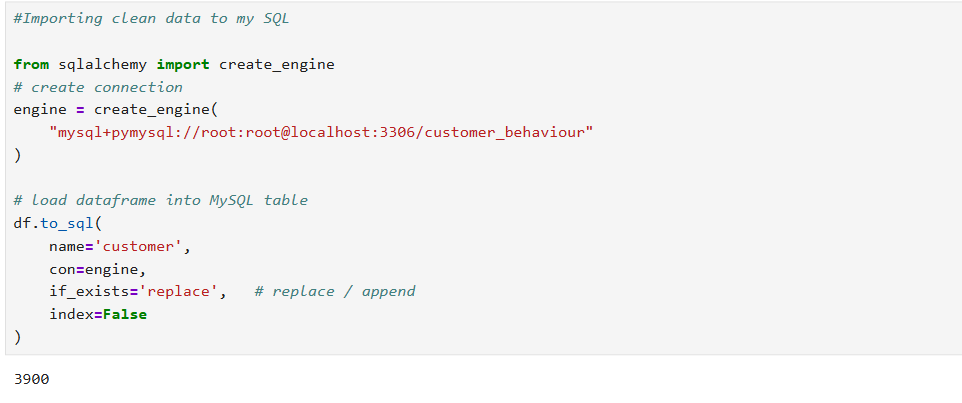 #Importing clean data to my SQL
from sqlalchemy import create_engine
# create connection
engine = create_engine(
    "mysql+pymysql://root:root@localhost:3306/customer_behaviour"
)
# load dataframe into MySQL table
df.to_sql(
    name='customer',
    con=engine,
    if_exists='replace',   # replace / append
    index=False
)
3900